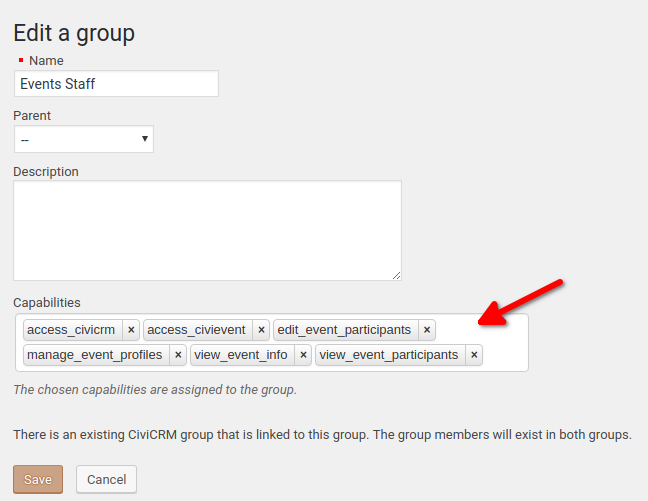 Edit a group
Name
Events Staff
Parent
--
Description
Capabilities
access_civicrm × access_civievent × edit_event_participants ×
manage_event_profiles × view_event_info × view_event_participants ×
The chosen capabilities are assigned to the group.
There is an existing CiviCRM group that is linked to this group. The group members will exist in both groups.
Save Cancel